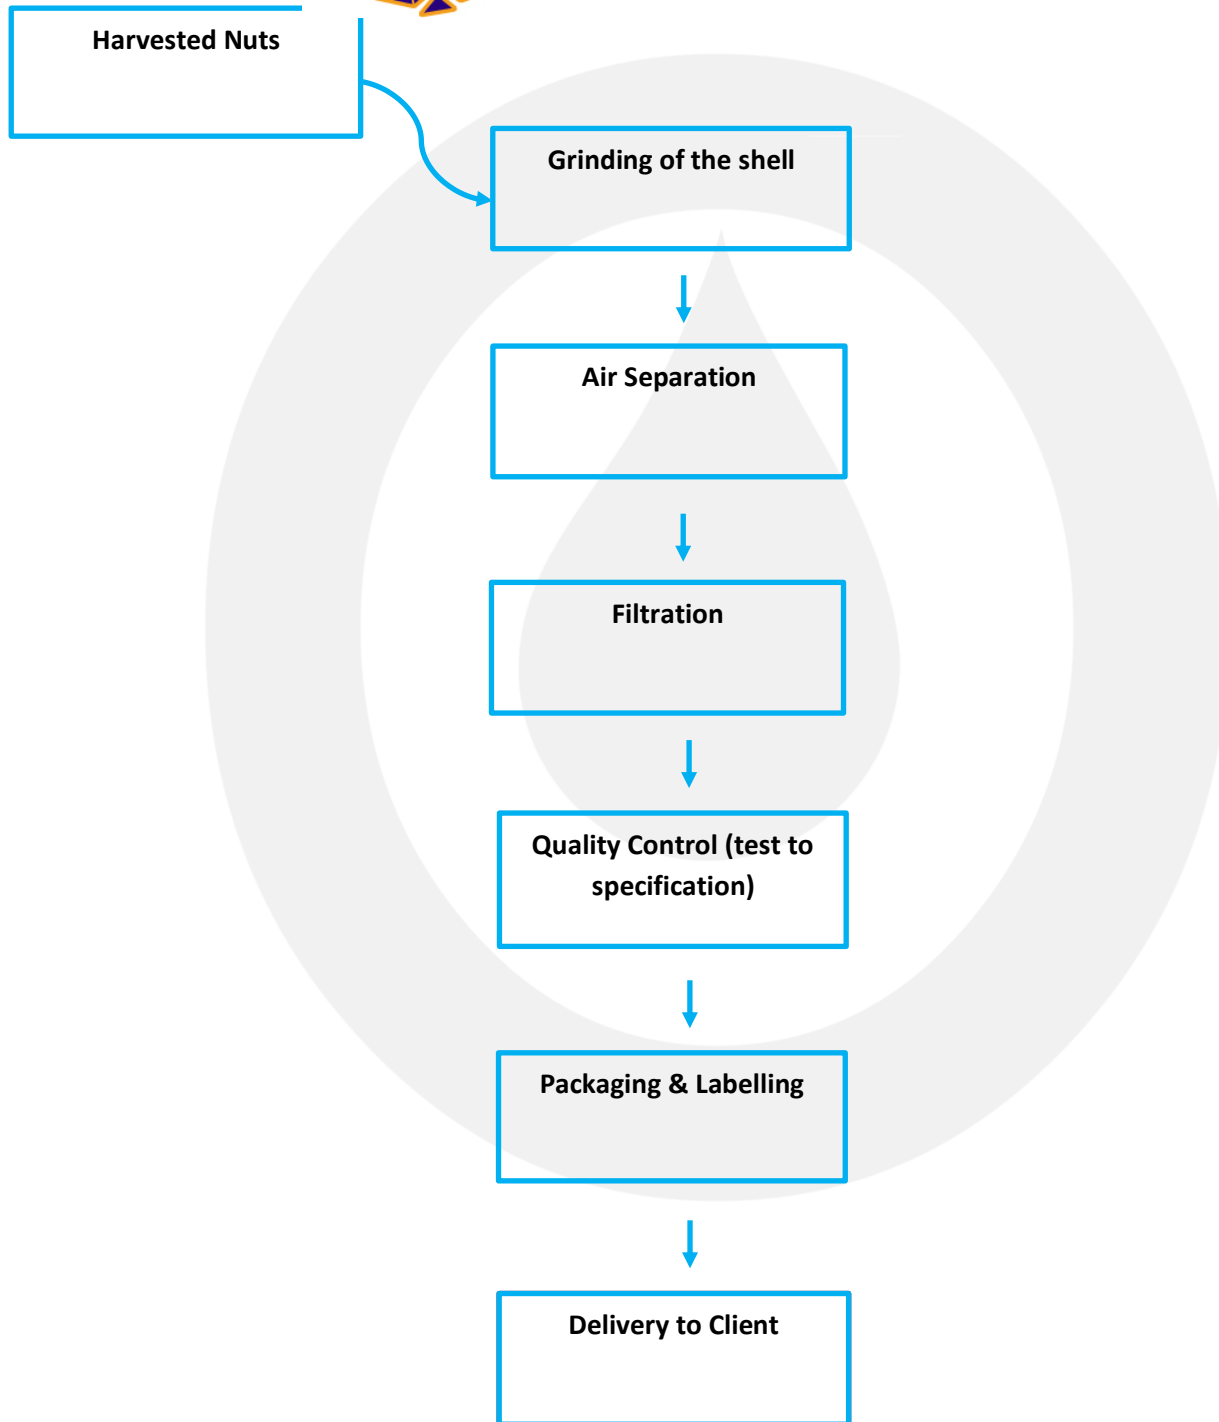 Harvested Nuts
Grinding of the shell
Air Separation
Filtration
Quality Control (test to
specification)
Packaging & Labelling
Delivery to Client